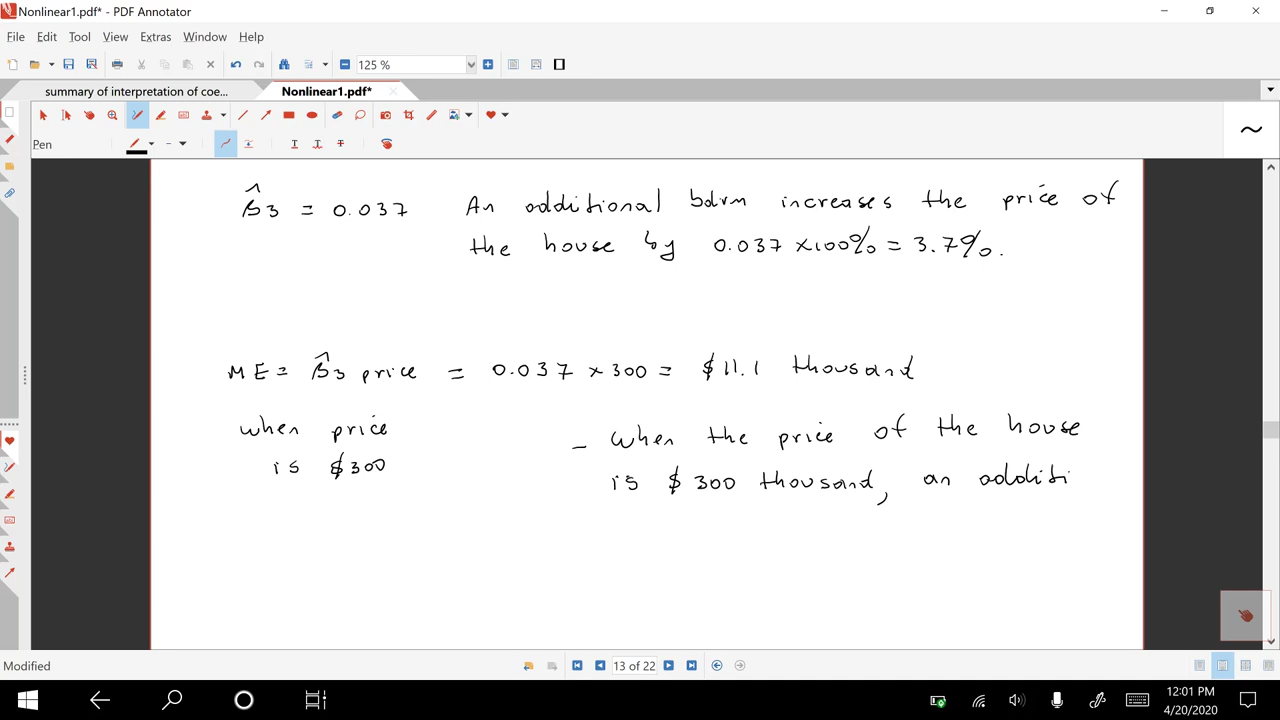 Nonlinear1.pdf* - PDF Annotator
File Edit Tool View Extras Window Help
125 %
summary of interpretation of coe... Nonlinear1.pdf*
Pen
β̂3 = 0.037 An additional bdrm increases the price of
the house by 0.037 ×100% = 3.7%.
ME = β̂3 price = 0.037 × 300 = $11.1 thousand
when price
is $300
– when the price of the house
is $300 thousand, an additi
Modified
13 of 22
12:01 PM
4/20/2020